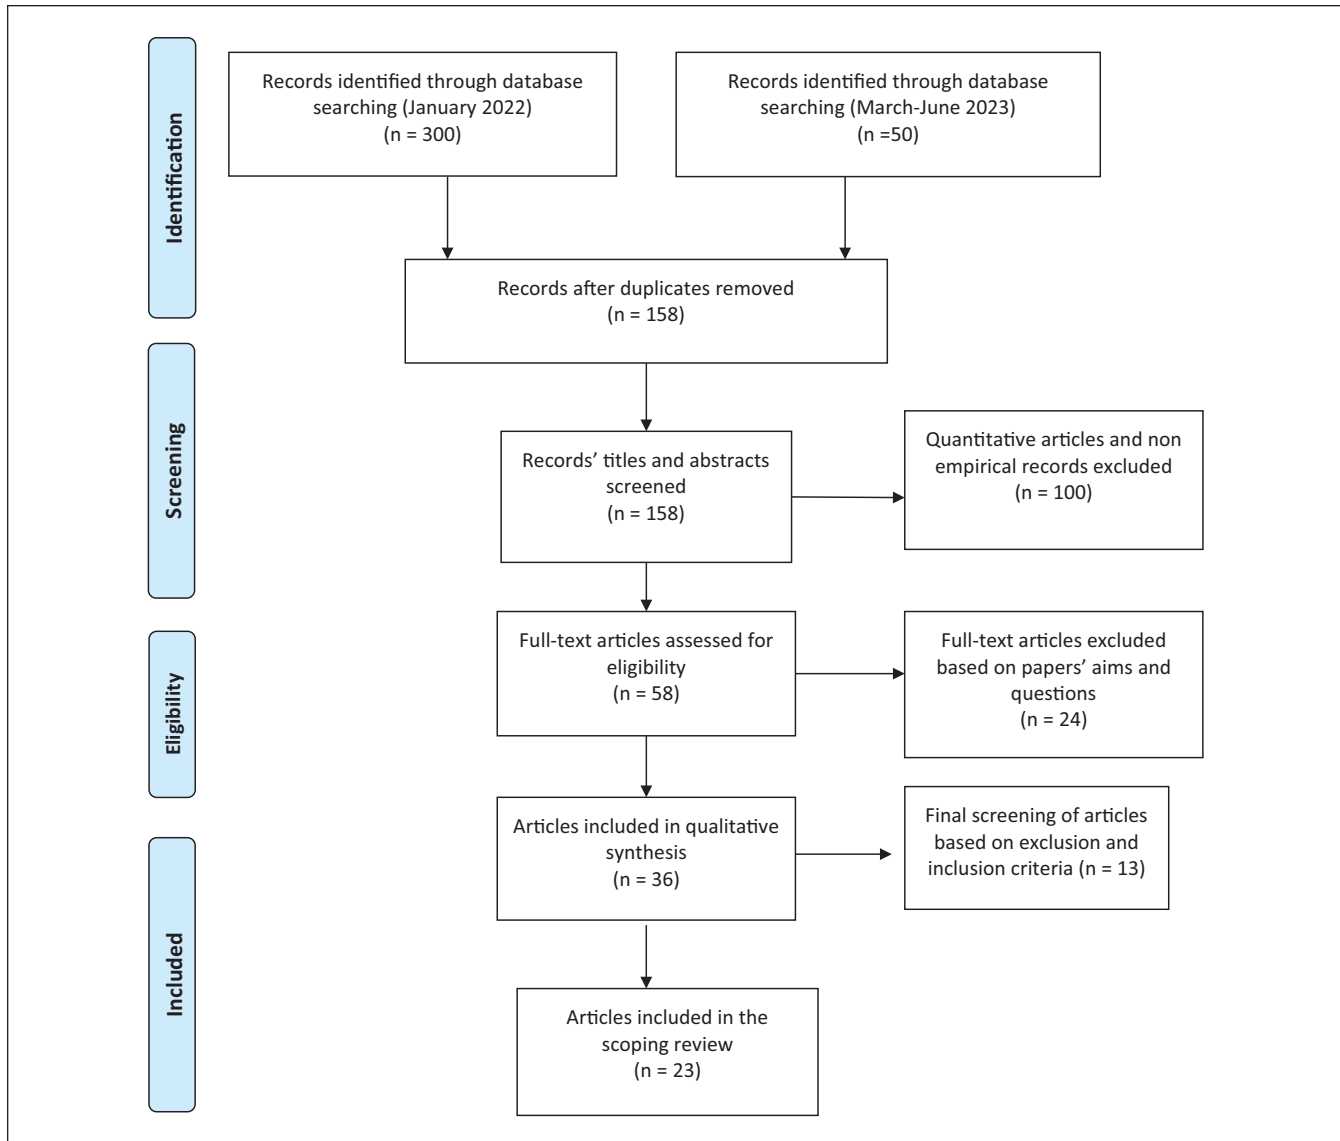 Identification
Records identified through database
searching (January 2022)
(n = 300)
Records identified through database
searching (March-June 2023)
(n =50)
Records after duplicates removed
(n = 158)
Screening
Records’ titles and abstracts
screened
(n = 158)
Quantitative articles and non
empirical records excluded
(n = 100)
Eligibility
Full-text articles assessed for
eligibility
(n = 58)
Full-text articles excluded
based on papers’ aims and
questions
(n = 24)
Included
Articles included in qualitative
synthesis
(n = 36)
Final screening of articles
based on exclusion and
inclusion criteria (n = 13)
Articles included in the
scoping review
(n = 23)